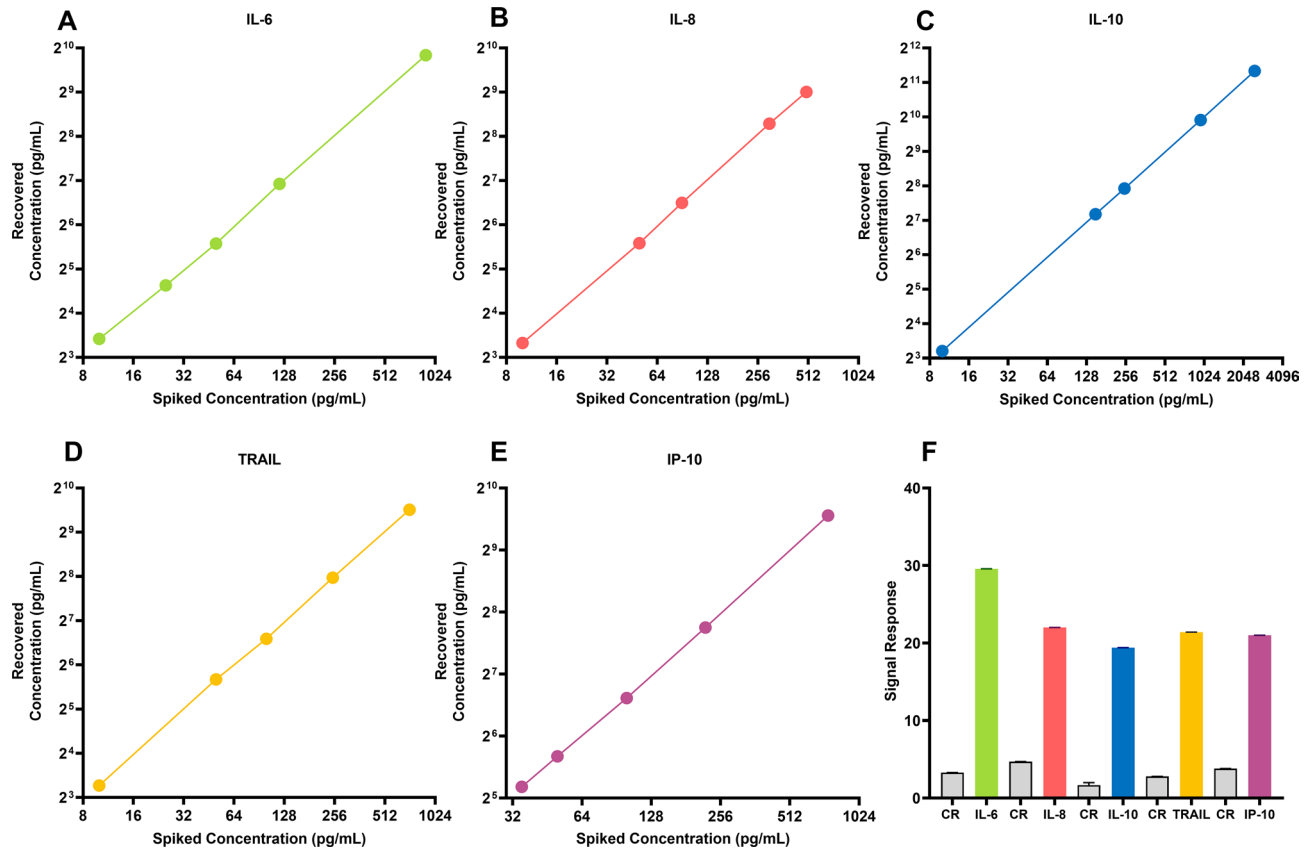 A
IL-6
Recovered
Concentration (pg/mL)
2^10
2^9
2^8
2^7
2^6
2^5
2^4
2^3
8 16 32 64 128 256 512 1024
Spiked Concentration (pg/mL)
B
IL-8
Recovered
Concentration (pg/mL)
2^10
2^9
2^8
2^7
2^6
2^5
2^4
2^3
8 16 32 64 128 256 512 1024
Spiked Concentration (pg/mL)
C
IL-10
Recovered
Concentration (pg/mL)
2^12
2^11
2^10
2^9
2^8
2^7
2^6
2^5
2^4
2^3
8 16 32 64 128 256 512 1024 2048 4096
Spiked Concentration (pg/mL)
D
TRAIL
Recovered
Concentration (pg/mL)
2^10
2^9
2^8
2^7
2^6
2^5
2^4
2^3
8 16 32 64 128 256 512 1024
Spiked Concentration (pg/mL)
E
IP-10
Recovered
Concentration (pg/mL)
2^10
2^9
2^8
2^7
2^6
2^5
32 64 128 256 512 1024
Spiked Concentration (pg/mL)
F
Signal Response
40
30
20
10
0
CR IL-6 CR IL-8 CR IL-10 CR TRAIL CR IP-10